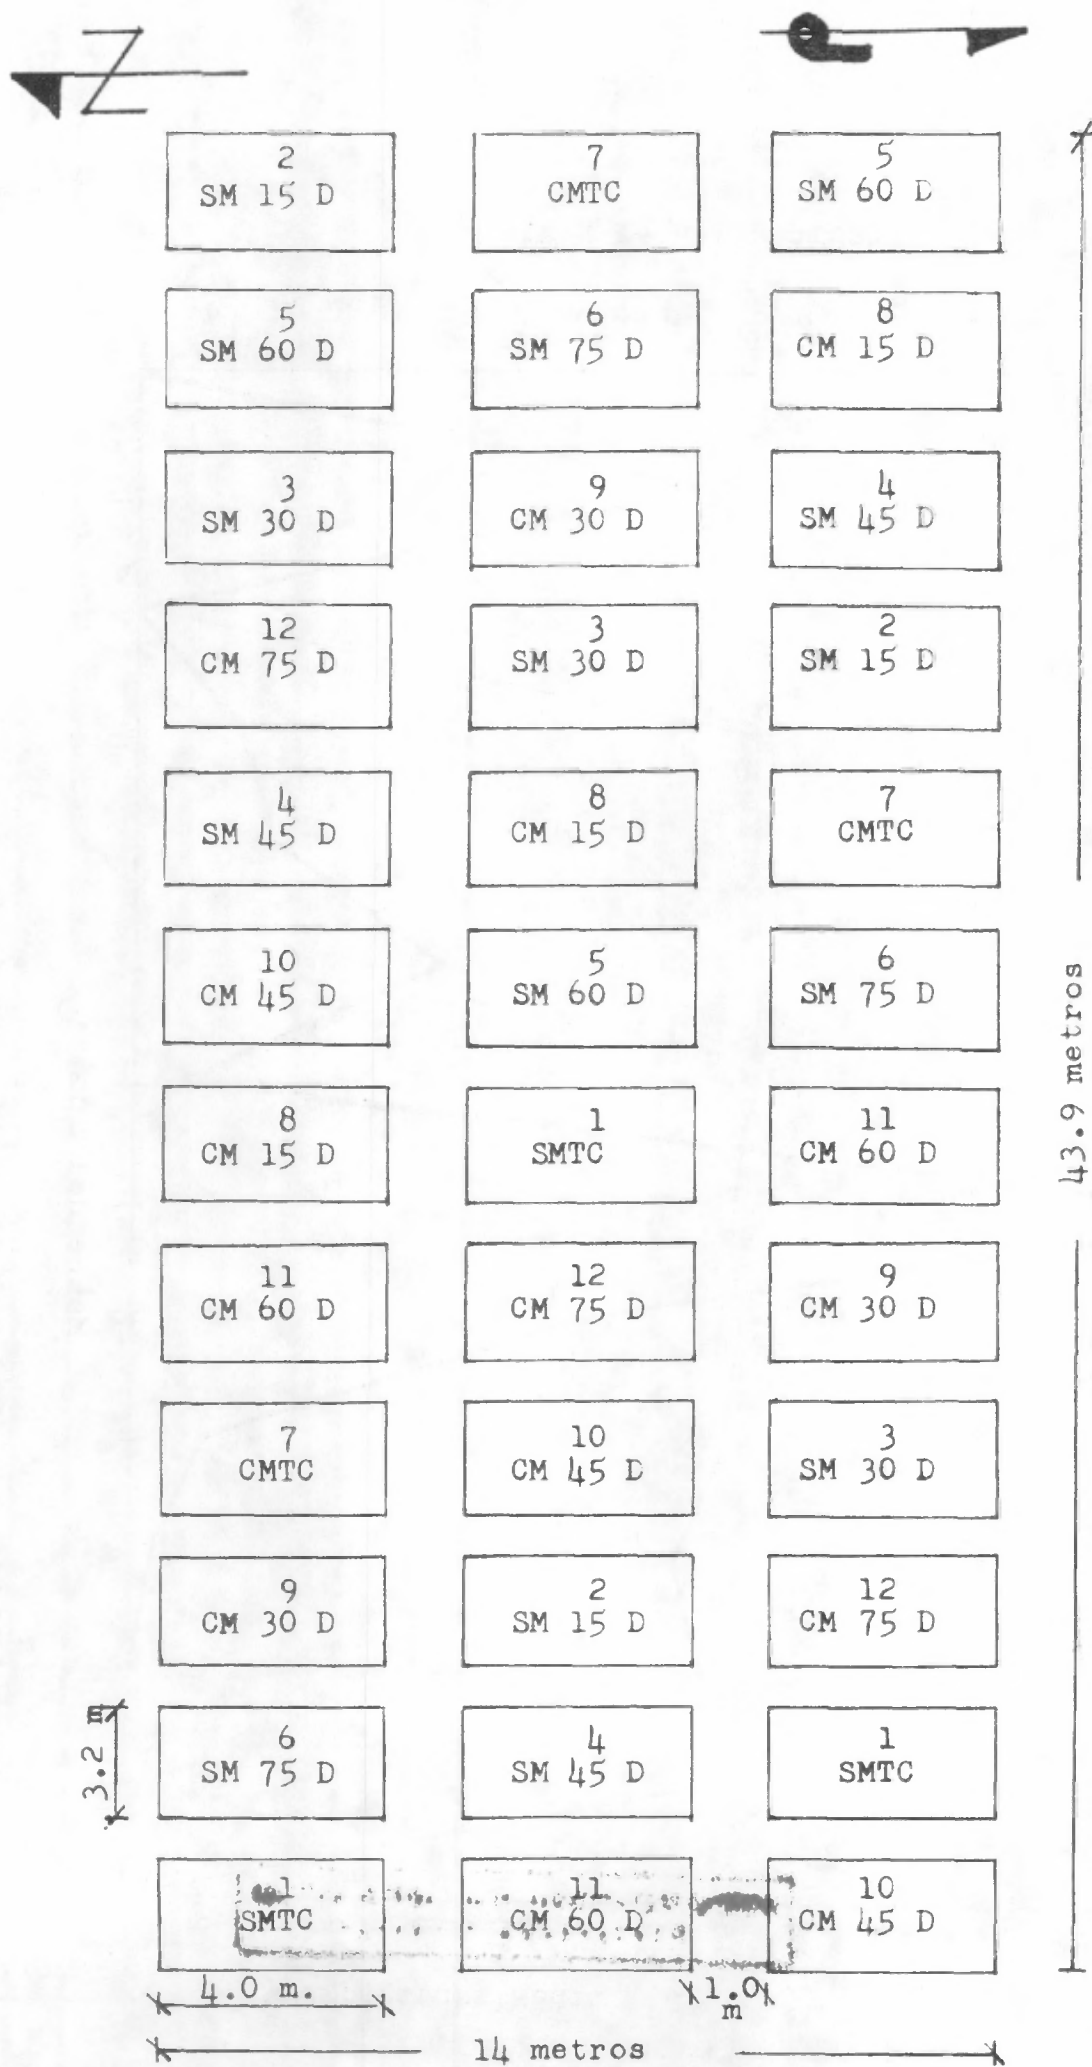 N
2
SM 15 D
7
CMTC
5
SM 60 D
5
SM 60 D
6
SM 75 D
8
CM 15 D
3
SM 30 D
9
CM 30 D
4
SM 45 D
12
CM 75 D
3
SM 30 D
2
SM 15 D
4
SM 45 D
8
CM 15 D
7
CMTC
10
CM 45 D
5
SM 60 D
6
SM 75 D
8
CM 15 D
1
SMTC
11
CM 60 D
11
CM 60 D
12
CM 75 D
9
CM 30 D
7
CMTC
10
CM 45 D
3
SM 30 D
9
CM 30 D
2
SM 15 D
12
CM 75 D
6
SM 75 D
4
SM 45 D
1
SMTC
1
SMTC
11
CM 60 D
10
CM 45 D
3.2 m
43.9 metros
4.0 m.
1.0
m
14 metros